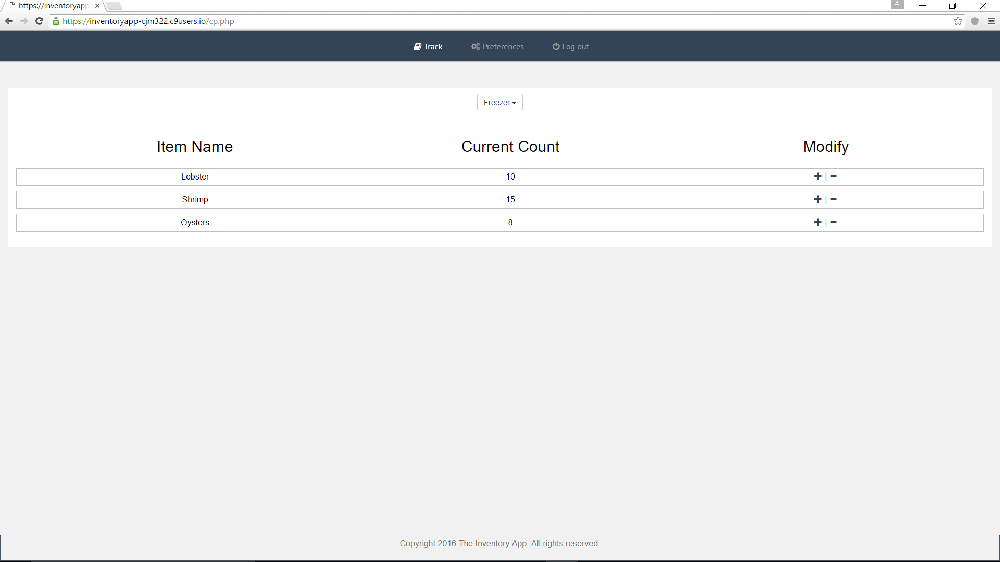 https://inventoryapp
https://inventoryapp-cjm322.c9users.io/cp.php
Track Preferences Log out
Freezer
Item Name Current Count Modify
Lobster 10 + | -
Shrimp 15 + | -
Oysters 8 + | -
Copyright 2016 The Inventory App. All rights reserved.